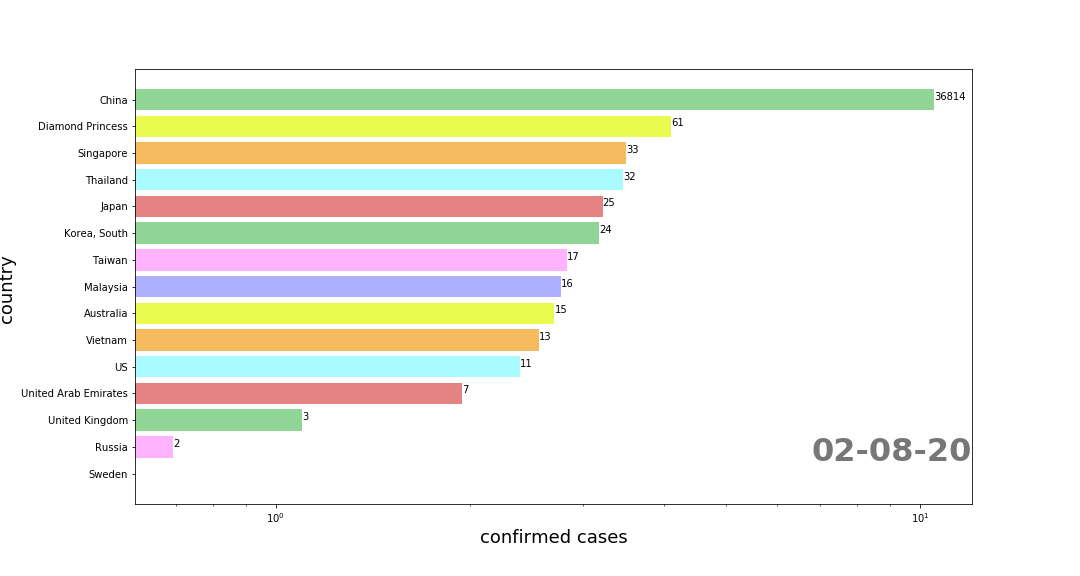 China 36814
Diamond Princess 61
Singapore 33
Thailand 32
Japan 25
Korea, South 24
Taiwan 17
Malaysia 16
Australia 15
Vietnam 13
US 11
United Arab Emirates 7
United Kingdom 3
Russia 2
02-08-20
Sweden
country
10⁰ 10¹
confirmed cases